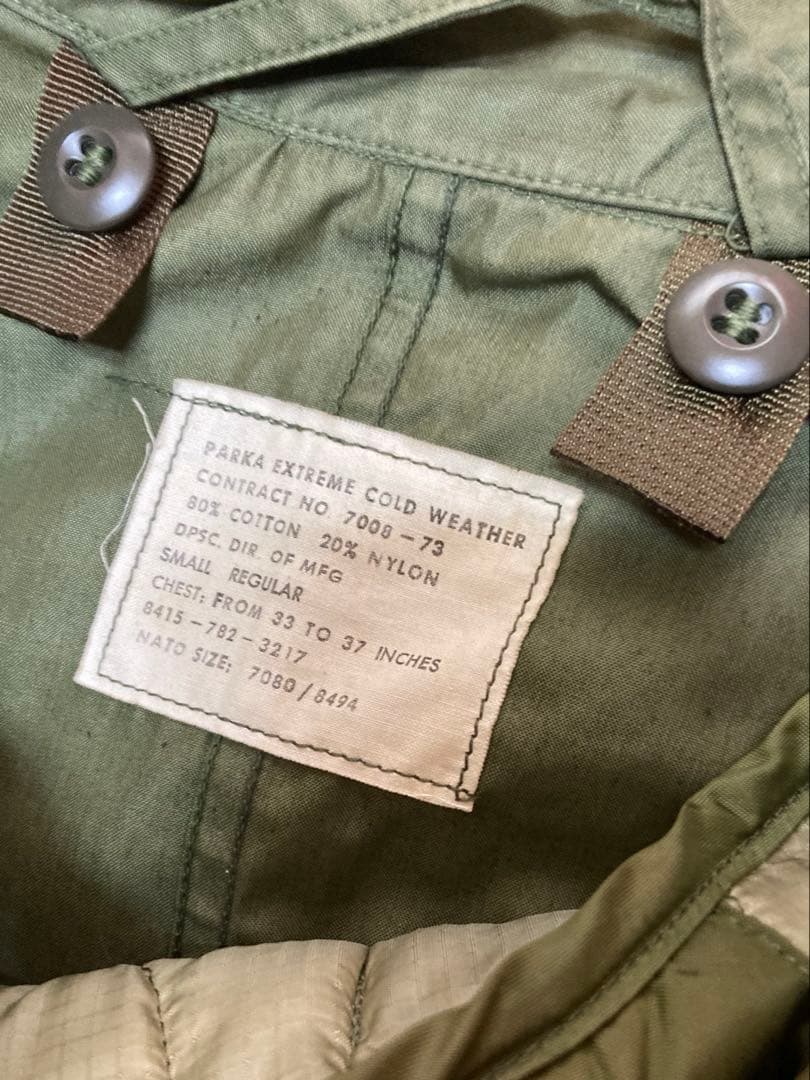 PARKA EXTREME COLD WEATHER
CONTRACT NO 7008-73
80% COTTON 20% NYLON
DPSC. DIR. OF MFG
SMALL REGULAR
CHEST: FROM 33 TO 37 INCHES
8415-782-3217
NATO SIZE: 7080/8494